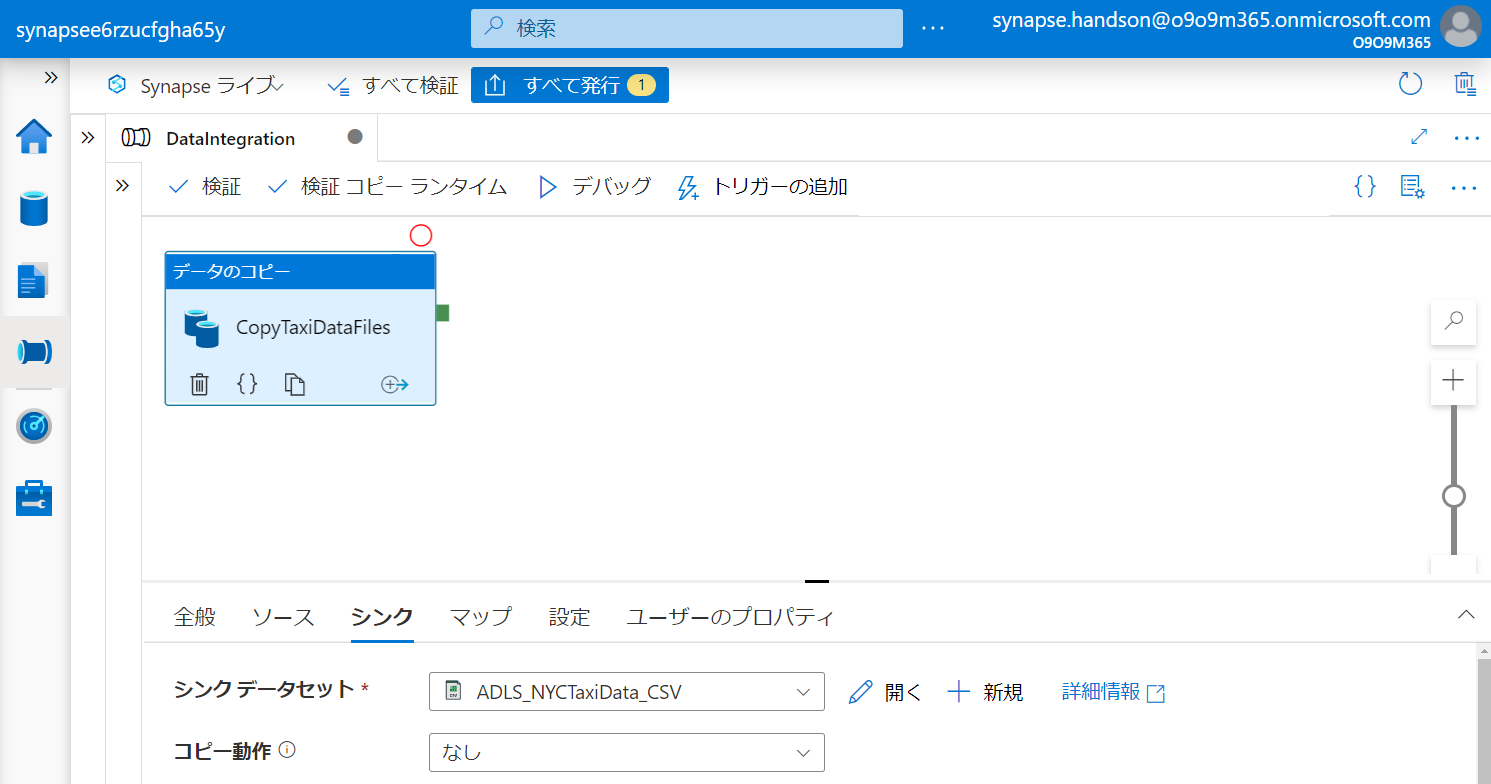 synapsee6rzucfgha65y
検索
synapse.handson@o9o9m365.onmicrosoft.com
O9O9M365
Synapse ライブ
すべて検証
すべて発行 1
DataIntegration
検証
検証 コピー ランタイム
デバッグ
トリガーの追加
データのコピー
CopyTaxiDataFiles
全般 ソース シンク マップ 設定 ユーザーのプロパティ
シンク データセット *
ADLS_NYCTaxiData_CSV
開く
新規
詳細情報
コピー動作
なし